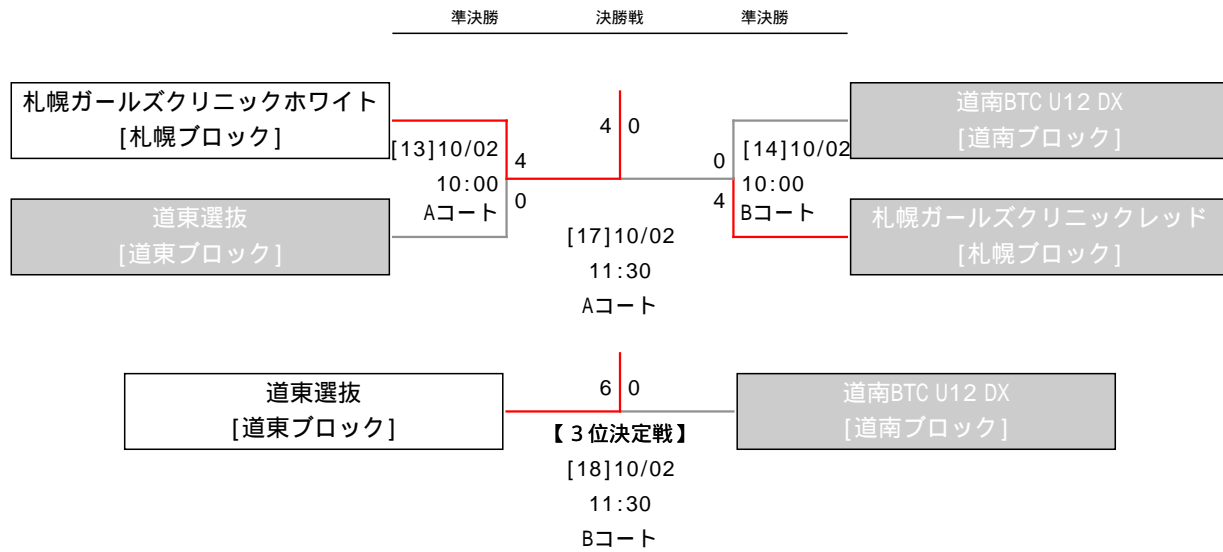 準決勝 決勝戦 準決勝
札幌ガールズクリニックホワイト
[札幌ブロック]
[13]10/02
10:00
Aコート
4
0
道東選抜
[道東ブロック]
4 0
[17]10/02
11:30
Aコート
道南BTC U12 DX
[道南ブロック]
0
4
[14]10/02
10:00
Bコート
札幌ガールズクリニックレッド
[札幌ブロック]
道東選抜
[道東ブロック]
6 0
【３位決定戦】
[18]10/02
11:30
Bコート
道南BTC U12 DX
[道南ブロック]